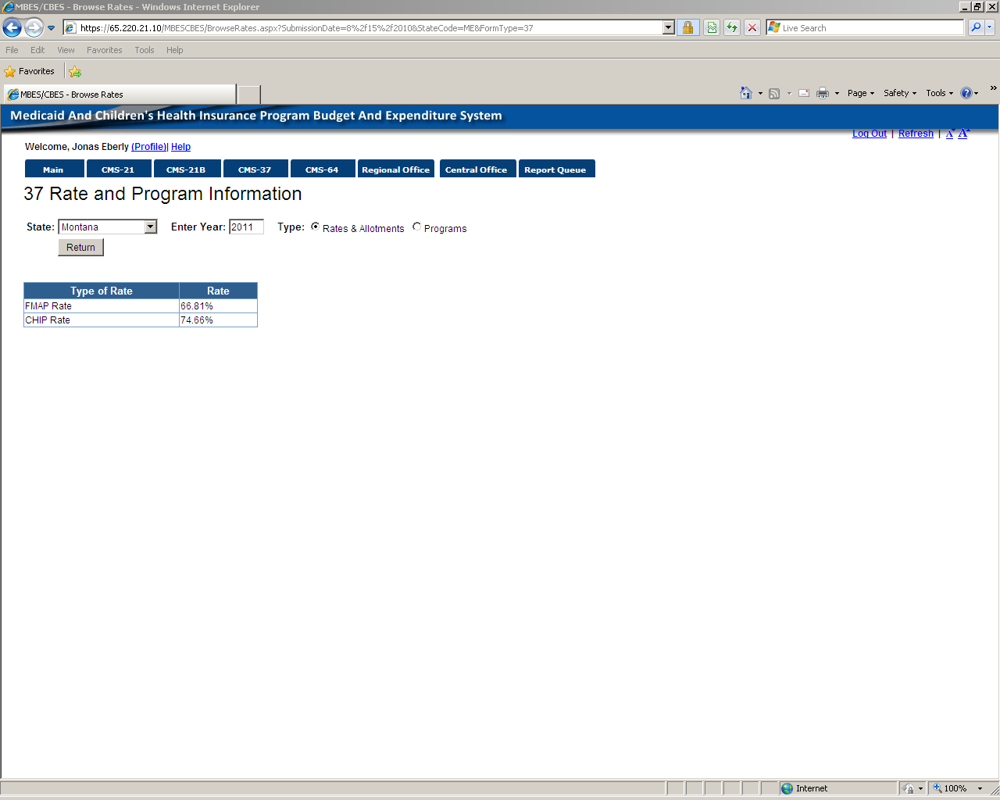 MBES/CBES - Browse Rates - Windows Internet Explorer
https://65.220.21.10/MBESCBES/BrowseRates.aspx?SubmissionDate=8%2f15%2f2010&StateCode=ME&FormType=37
Live Search
File Edit View Favorites Tools Help
Favorites
MBES/CBES - Browse Rates
Page Safety Tools
Medicaid And Children's Health Insurance Program Budget And Expenditure System
Log Out | Refresh | A A
Welcome, Jonas Eberly (Profile)| Help
Main CMS-21 CMS-21B CMS-37 CMS-64 Regional Office Central Office Report Queue
37 Rate and Program Information
State: Montana Enter Year: 2011 Type: Rates & Allotments Programs
Return
Type of Rate Rate
FMAP Rate 66.81%
CHIP Rate 74.66%
Internet 100%